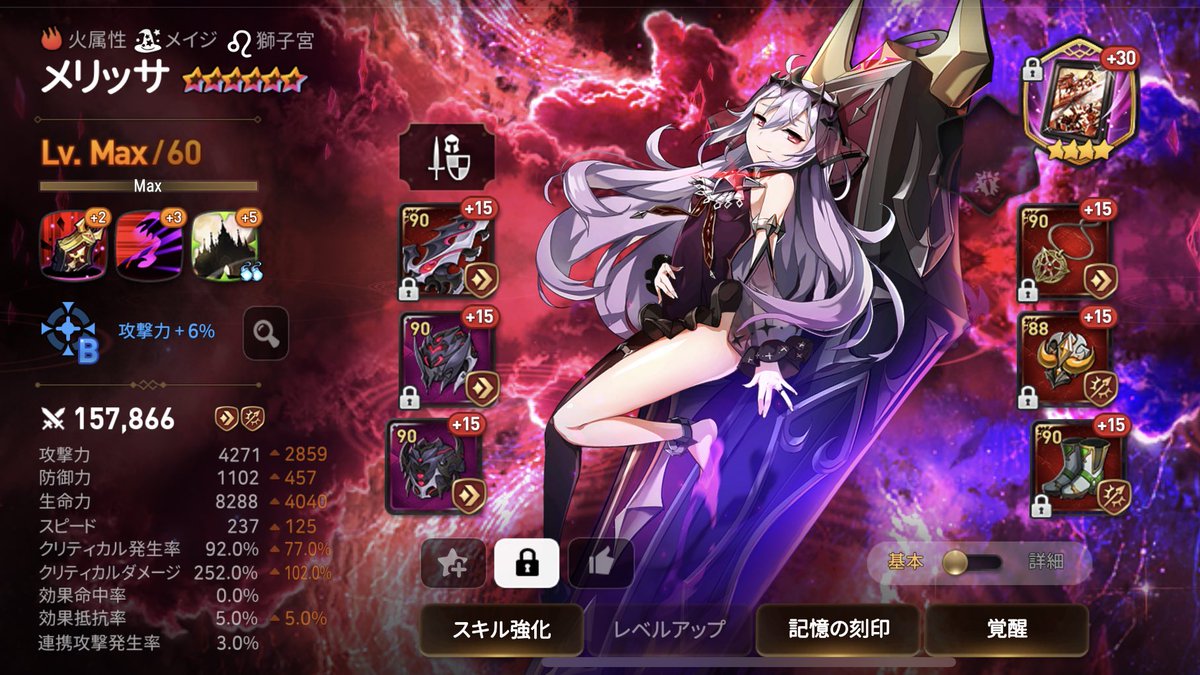 火属性 メイジ 獅子宮
メリッサ
Lv. Max/60
Max
+2 +3 +5
B 攻撃力+6%
157,866
攻撃力 4271 2859
防御力 1102 457
生命力 8288 4040
スピード 237 125
クリティカル発生率 92.0% 77.0%
クリティカルダメージ 252.0% 102.0%
効果命中率 0.0%
効果抵抗率 5.0% 5.0%
連携攻撃発生率 3.0%
90 +15
90 +15
90 +15
+30
90 +15
88 +15
90 +15
基本 詳細
スキル強化 レベルアップ 記憶の刻印 覚醒